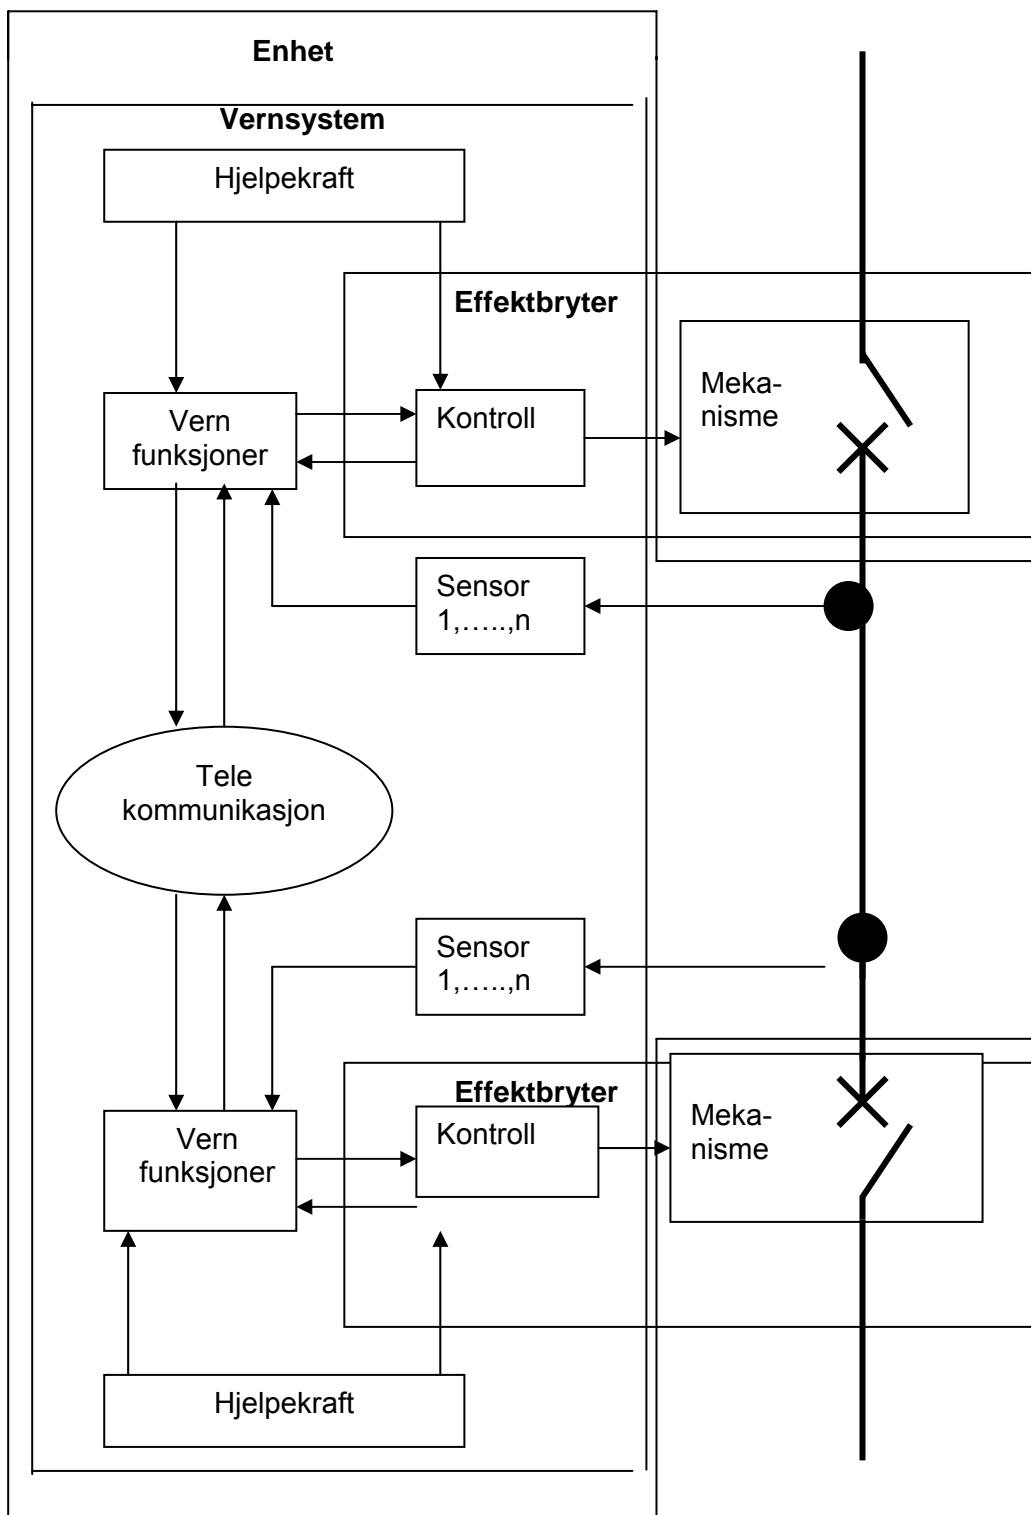 Enhet
Vernsystem
Hjelpekraft
Effektbryter
Meka-
nisme
Vern
funksjoner
Kontroll
Sensor
1,…..,n
Tele
kommunikasjon
Sensor
1,…..,n
Effektbryter
Vern
funksjoner
Kontroll
Meka-
nisme
Hjelpekraft